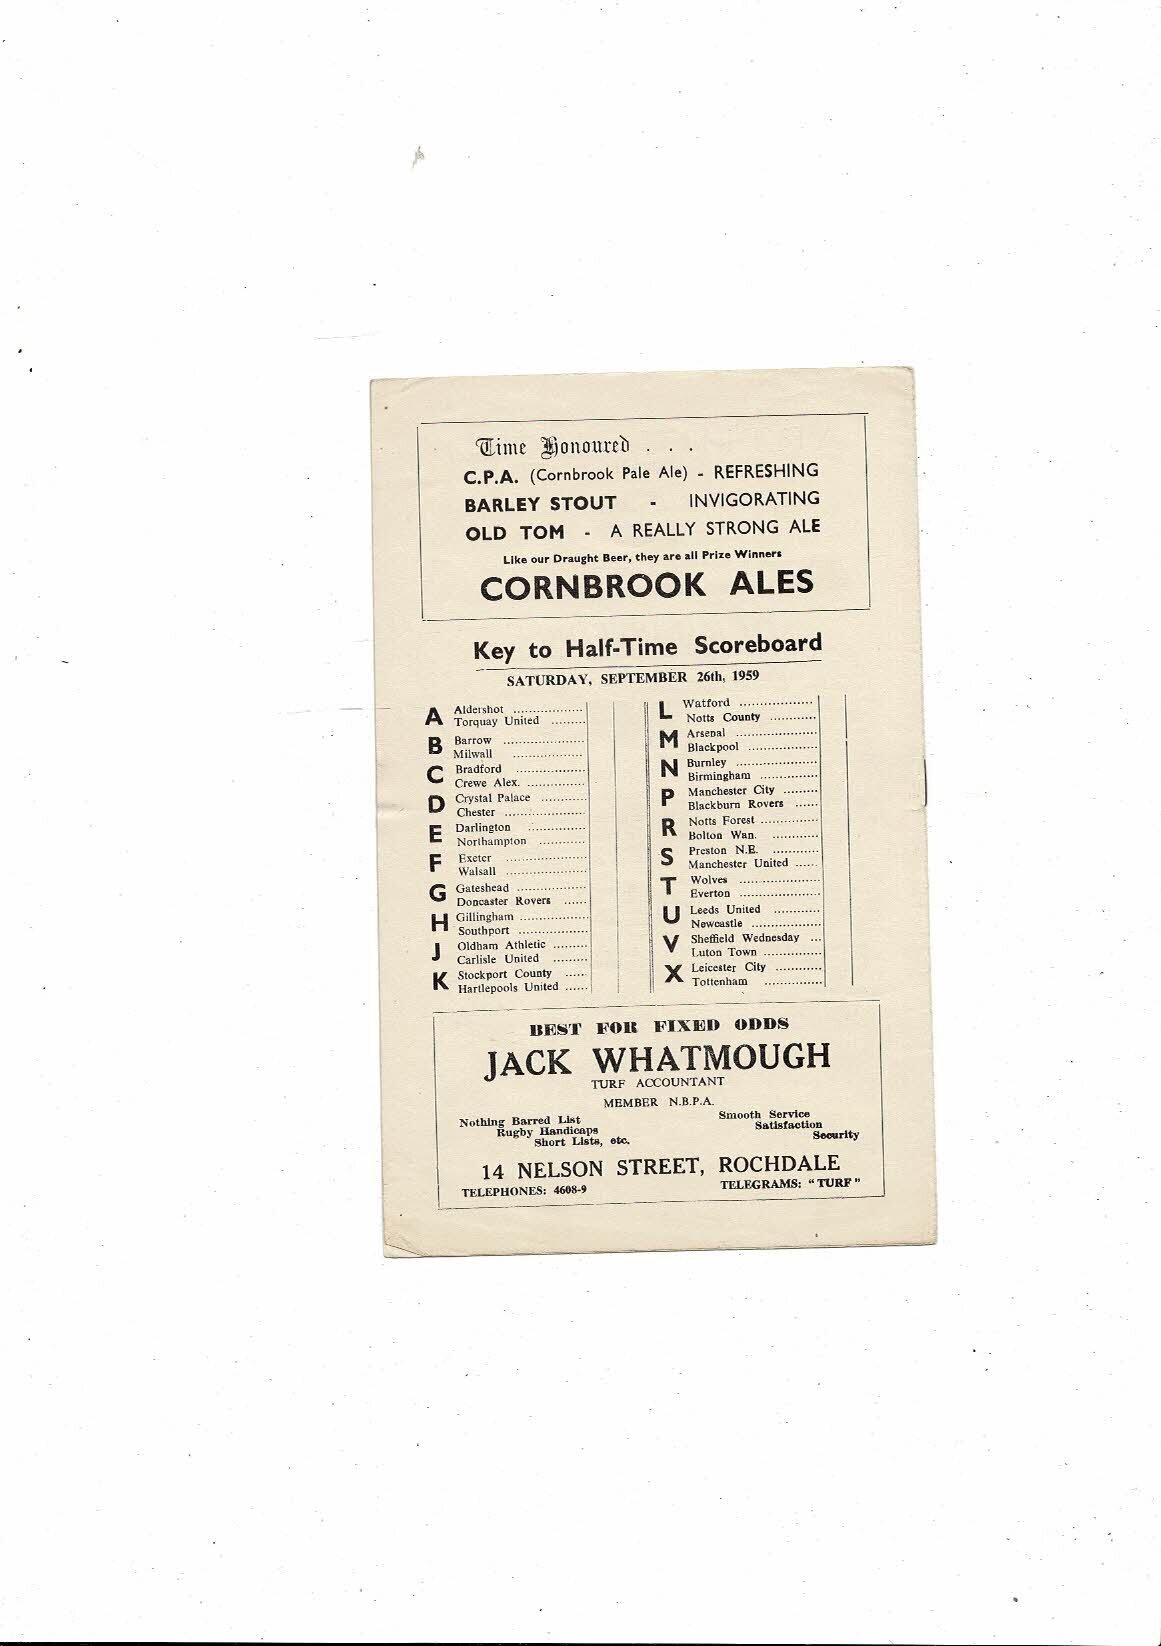 Time Honoured . . .
C.P.A. (Cornbrook Pale Ale) - REFRESHING
BARLEY STOUT - INVIGORATING
OLD TOM - A REALLY STRONG ALE
Like our Draught Beer, they are all Prize Winners
CORNBROOK ALES
Key to Half-Time Scoreboard
SATURDAY, SEPTEMBER 26th, 1959
A Aldershot ..................
Torquay United .........
B Barrow .....................
Milwall ..................
C Bradford ..................
Crewe Alex. ...............
D Crystal Palace ............
Chester .....................
E Darlington ...............
Northampton ............
F Exeter .....................
Walsall .....................
G Gateshead ..................
Doncaster Rovers ......
H Gillingham ..................
Southport ..................
J Oldham Athletic .........
Carlisle United .........
K Stockport County ......
Hartlepools United ......
L Watford ..................
Notts County ............
M Arsenal .....................
Blackpool ..................
N Burnley .....................
Birmingham ...............
P Manchester City .........
Blackburn Rovers ......
R Notts Forest ...............
Bolton Wan. ............
S Preston N.E. ............
Manchester United ......
T Wolves .....................
Everton .....................
U Leeds United ............
Newcastle ..................
V Sheffield Wednesday ...
Luton Town ...............
X Leicester City ............
Tottenham ...............
BEST FOR FIXED ODDS
JACK WHATMOUGH
TURF ACCOUNTANT
MEMBER N.B.P.A.
Nothing Barred List
Rugby Handicaps
Short Lists, etc.
Smooth Service
Satisfaction
Security
14 NELSON STREET, ROCHDALE
TELEPHONES: 4608-9 TELEGRAMS: "TURF"